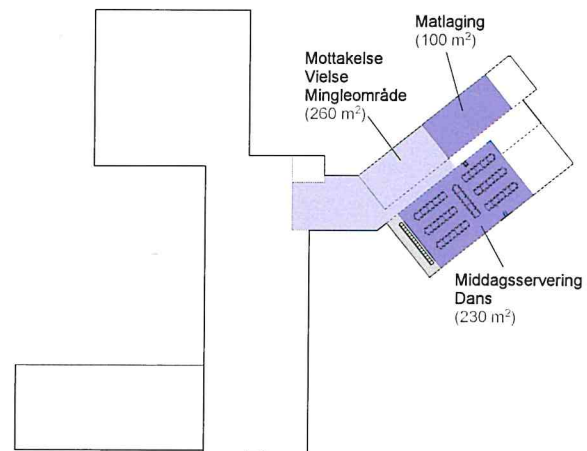 Matlaging
(100 m²)
Mottakelse
Vielse
Mingleområde
(260 m²)
Middagsservering
Dans
(230 m²)